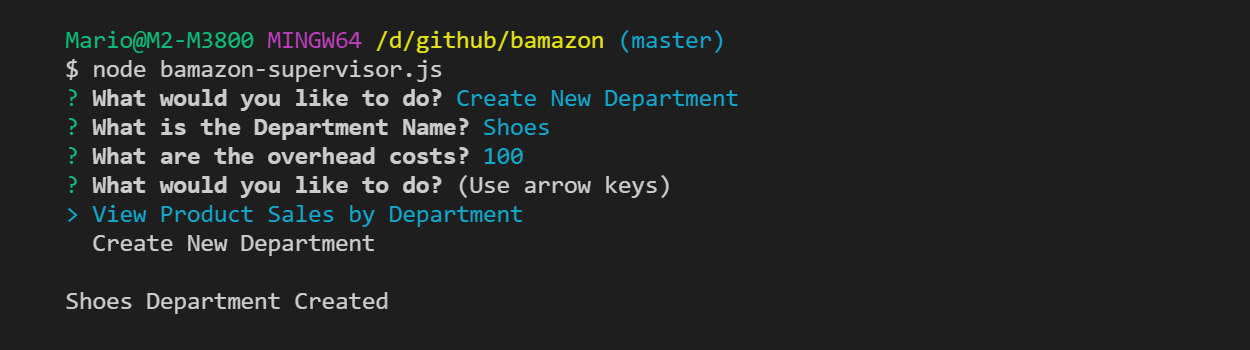 Mario@M2-M3800 MINGW64 /d/github/bamazon (master)
$ node bamazon-supervisor.js
? What would you like to do? Create New Department
? What is the Department Name? Shoes
? What are the overhead costs? 100
? What would you like to do? (Use arrow keys)
> View Product Sales by Department
  Create New Department
Shoes Department Created